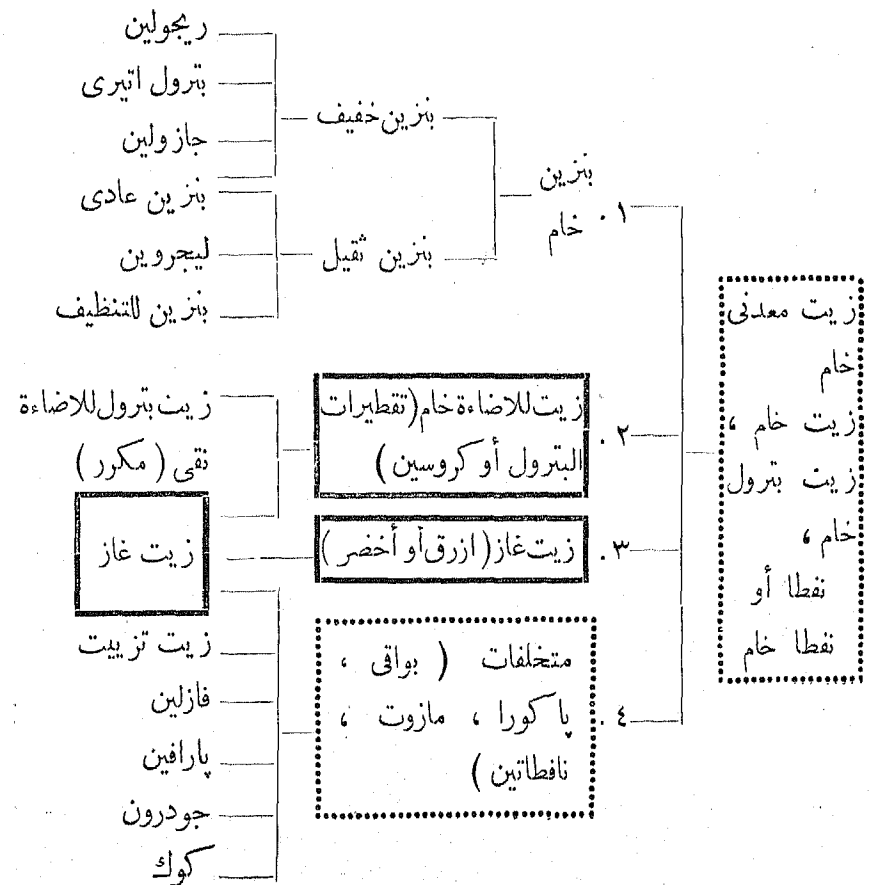 زيت معدنى
خام
زيت خام ،
زيت بترول
خام ،
نفطا أو
نفطا خام
١ .
بنزين
خام
بنزين خفيف
ريجولين
بترول اتيرى
جازولين
بنزين ثقيل
بنزين عادى
ليجروين
بنزين للتنظيف
٢ .
زيت للاضاءة خام (تقطيرات
البترول أو كروسين )
زيت بترول للاضاءة
نقى ( مكرر )
٣ .
زيت غاز ( ازرق أو أخضر )
زيت غاز
٤ .
متخلفات ( بواقى ،
پاكورا ، مازوت ،
نافطاتين )
زيت تزييت
فازلين
پارافين
جودرون
كوك